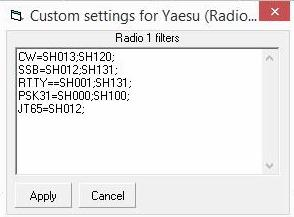 Custom settings for Yaesu (Radio...
Radio 1 filters
CW=SH013;SH120;
SSB=SH012;SH131;
RTTY==SH001;SH131;
PSK31=SH000;SH100;
JT65=SH012;
Apply Cancel